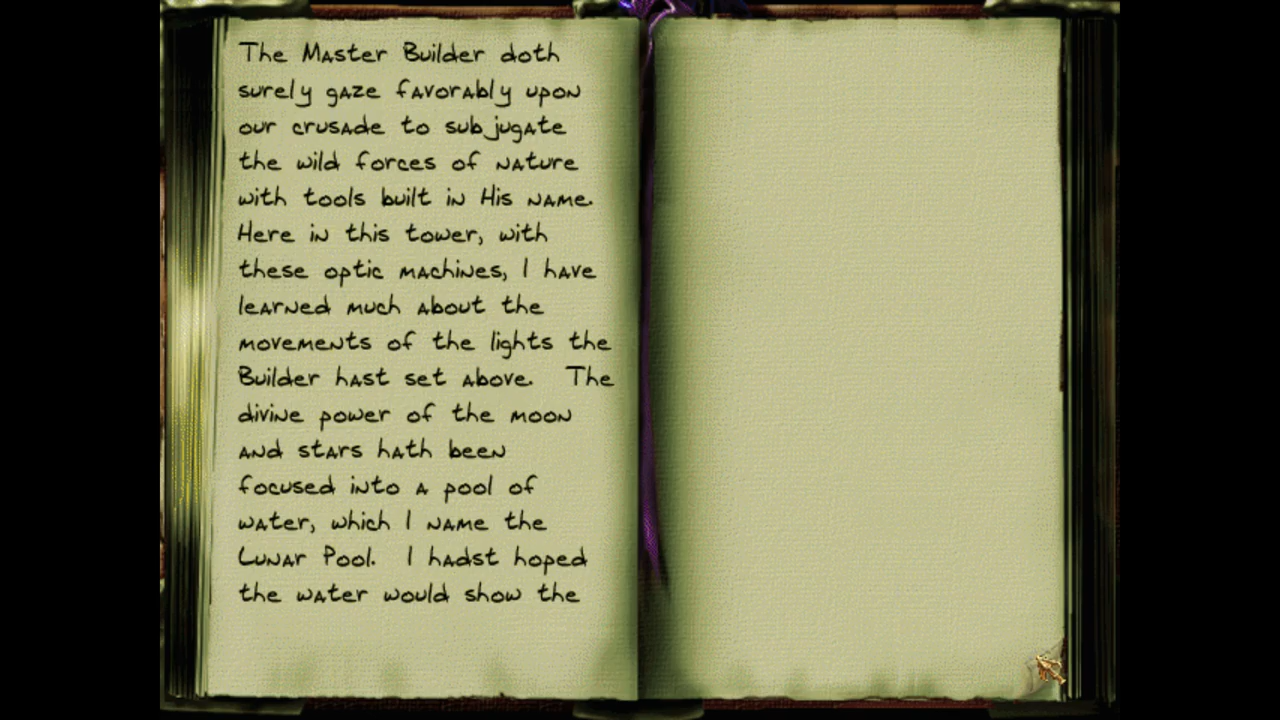 The Master Builder doth
surely gaze favorably upon
our crusade to subjugate
the wild forces of nature
with tools built in His name.
Here in this tower, with
these optic machines, I have
learned much about the
movements of the lights the
Builder hast set above.  The
divine power of the moon
and stars hath been
focused into a pool of
water, which I name the
Lunar Pool.  I hadst hoped
the water would show the